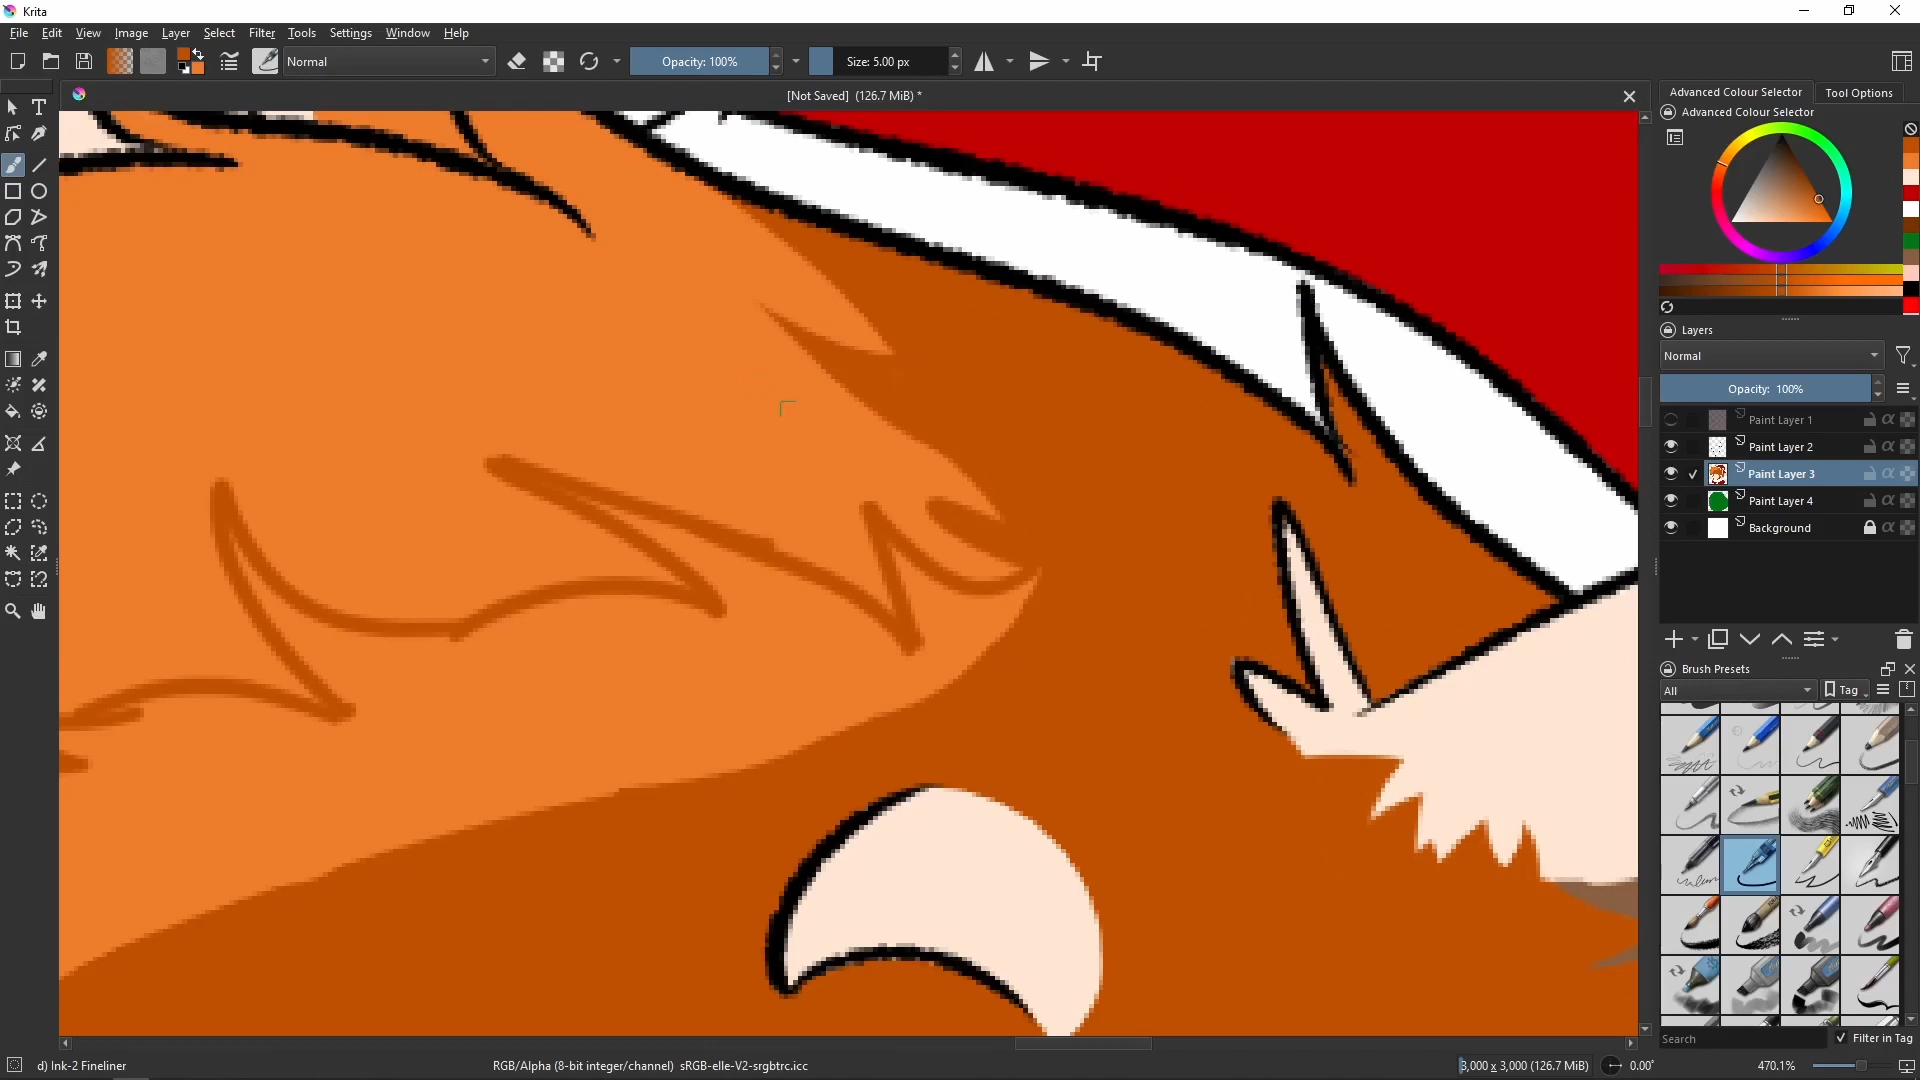 Krita
File Edit View Image Layer Select Filter Tools Settings Window Help
Normal
Opacity: 100%
Size: 5.00 px
[Not Saved] (126.7 MiB) *
Advanced Colour Selector
Tool Options
Advanced Colour Selector
Layers
Normal
Opacity: 100%
Paint Layer 1
Paint Layer 2
Paint Layer 3
Paint Layer 4
Background
Brush Presets
All
Tag
Search
Filter in Tag
d) Ink-2 Fineliner
RGB/Alpha (8-bit integer/channel) sRGB-elle-V2-srgbtrc.icc
3,000 x 3,000 (126.7 MiB)
0.00°
470.1%